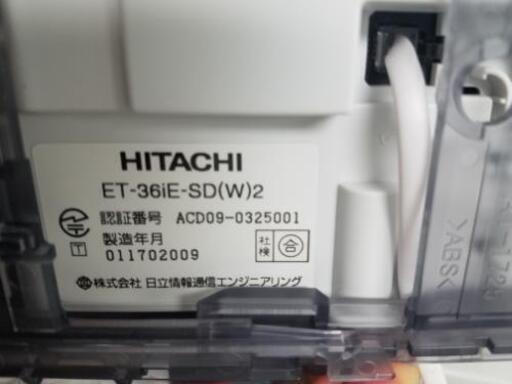 HITACHI
ET-36iE-SD(W)2
認証番号 ACD09-0325001
製造年月
011702009
社検 合
株式会社 日立情報通信エンジニアリング
>ABS<